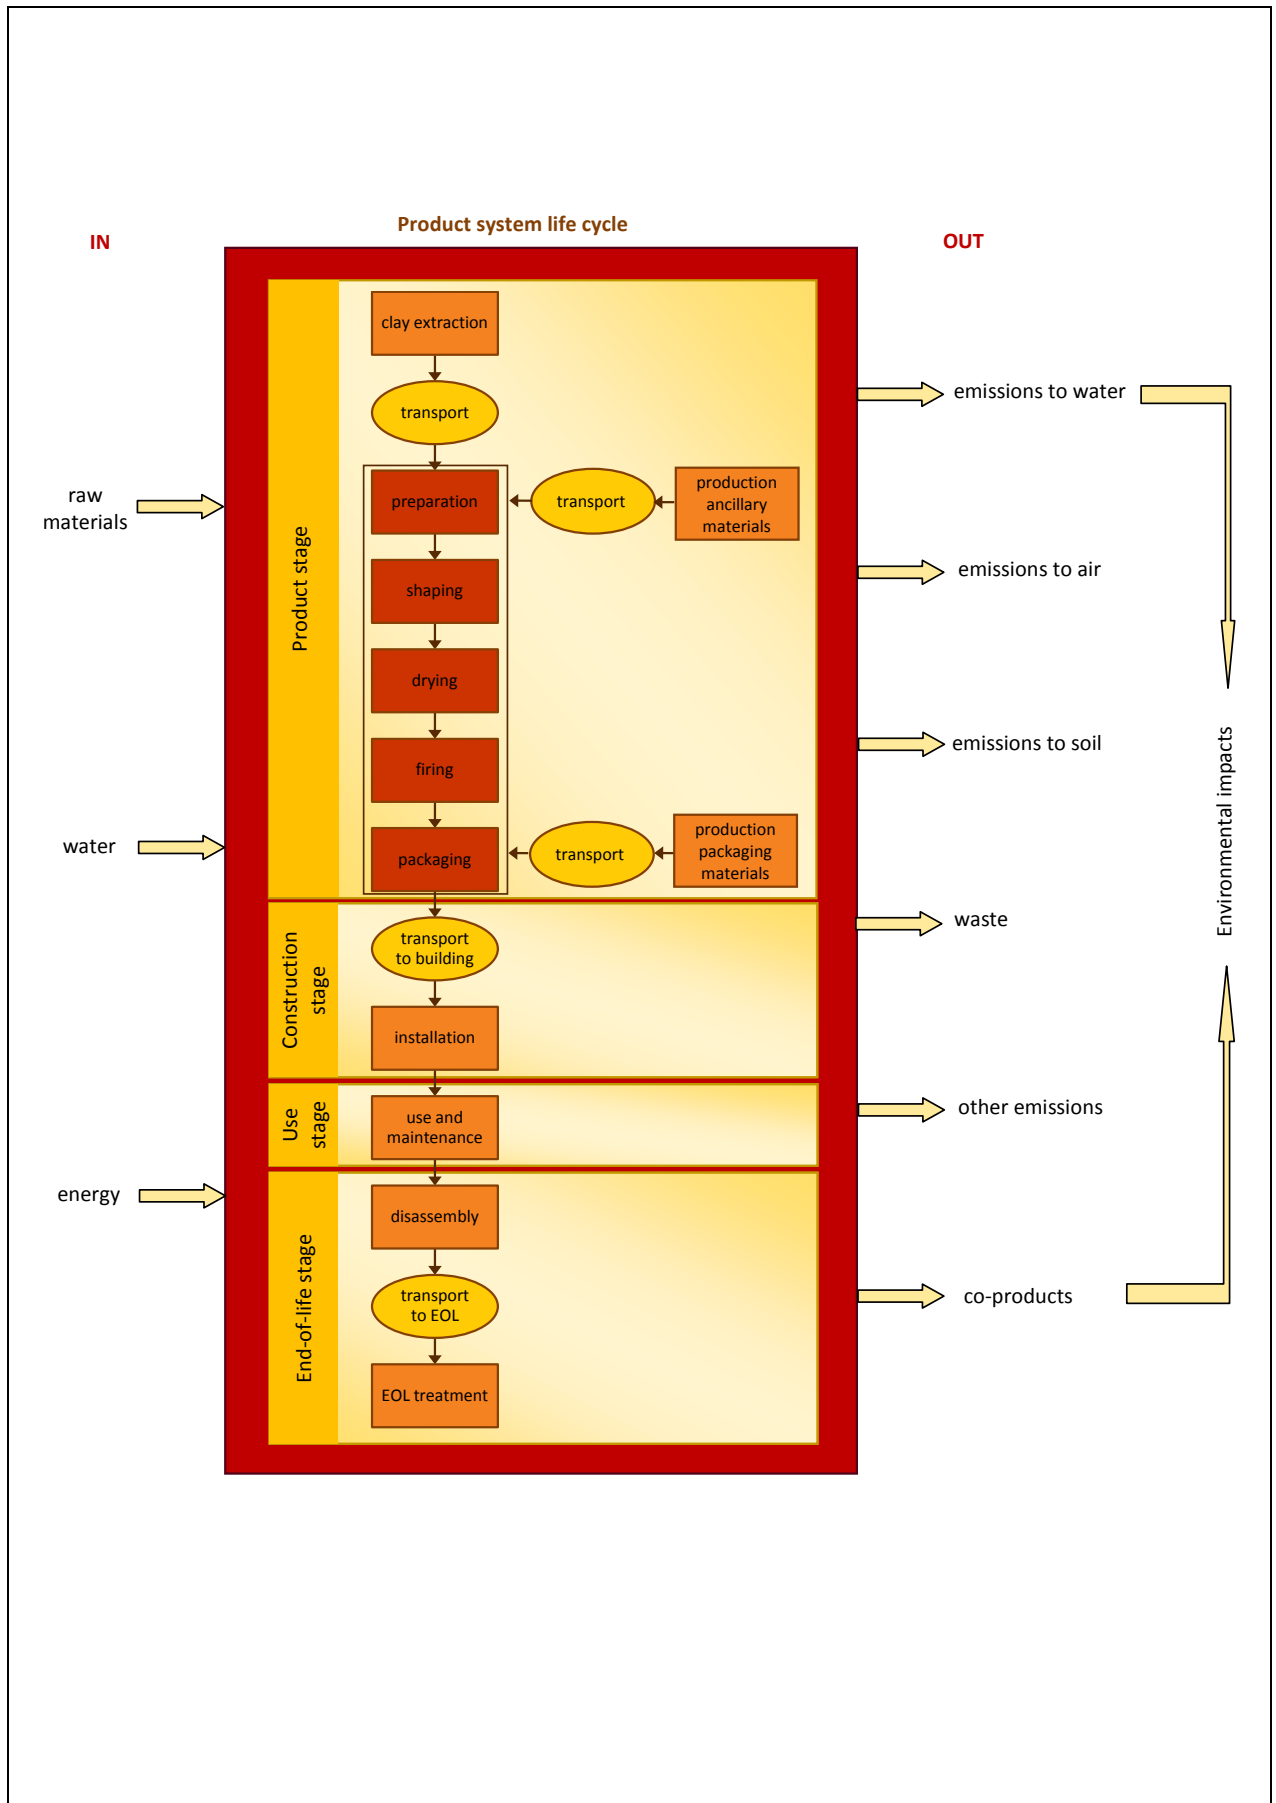 Product system life cycle
IN
OUT
raw
materials
water
energy
Product stage
clay extraction
transport
preparation
transport
production
ancillary
materials
shaping
drying
firing
packaging
transport
production
packaging
materials
Construction
stage
transport
to building
installation
Use
stage
use and
maintenance
End-of-life stage
disassembly
transport
to EOL
EOL treatment
emissions to water
emissions to air
emissions to soil
waste
other emissions
co-products
Environmental impacts